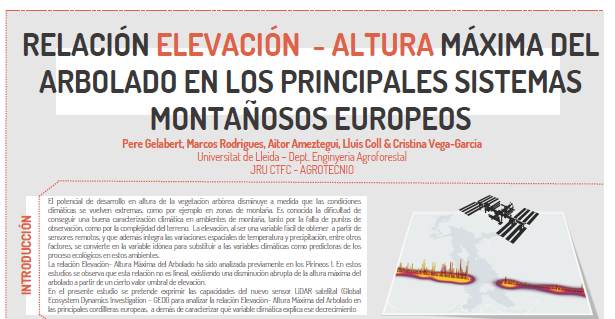 RELACIÓN ELEVACIÓN - ALTURA MÁXIMA DEL
ARBOLADO EN LOS PRINCIPALES SISTEMAS
MONTAÑOSOS EUROPEOS
Pere Gelabert, Marcos Rodrigues, Aitor Ameztegui, Lluís Coll & Cristina Vega-Garcia
Universitat de Lleida – Dept. Enginyeria Agroforestal
JRU CTFC - AGROTECNIO
INTRODUCCIÓN
El potencial de desarrollo en altura de la vegetación arbórea disminuye a medida que las condiciones
climáticas se vuelven extremas, como por ejemplo en zonas de montaña. Es conocida la dificultad de
conseguir una buena caracterización climática en ambientes de montaña, tanto por la falta de puntos de
observación, como por la complejidad del terreno. La elevación, al ser una variable fácil de obtener a partir de
sensores remotos, y que además integra las variaciones espaciales de temperatura y precipitación, entre otros
factores, se convierte en la variable idónea para substituir a las variables climáticas como predictoras de los
proceso ecológicos en estos ambientes.
La relación Elevación- Altura Máxima del Arbolado ha sido analizada previamente en los Pirineos 1. En estos
estudios se observa que esta relación no es lineal, existiendo una disminución abrupta de la altura máxima del
arbolado a partir de un cierto valor umbral de elevación.
En el presente estudio se pretende exprimir las capacidades del nuevo sensor LiDAR satelital (Global
Ecosystem Dynamics Investigation – GEDI) para analizar la relación Elevación- Altura Máxima del Arbolado en
las principales cordilleras europeas, a demás de caracterizar qué variable climática explica ese decrecimiento